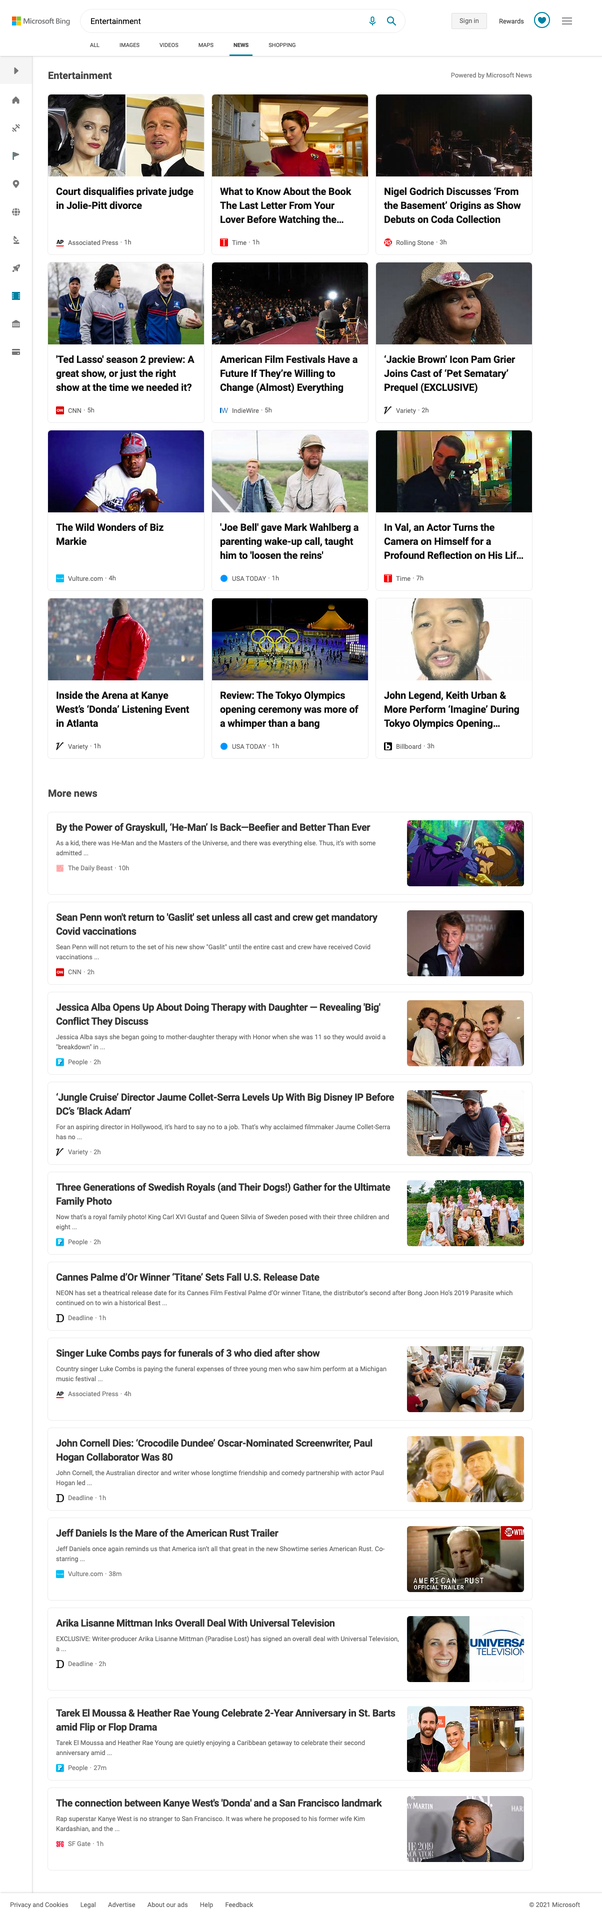 Microsoft Bing
Entertainment
Sign in
Rewards
ALL
IMAGES
VIDEOS
MAPS
NEWS
SHOPPING
Entertainment
Powered by Microsoft News
Court disqualifies private judge
in Jolie-Pitt divorce
AP Associated Press · 1h
What to Know About the Book
The Last Letter From Your
Lover Before Watching the...
Time · 1h
Nigel Godrich Discusses ‘From
the Basement’ Origins as Show
Debuts on Coda Collection
Rolling Stone · 3h
'Ted Lasso' season 2 preview: A
great show, or just the right
show at the time we needed it?
CNN · 5h
American Film Festivals Have a
Future If They’re Willing to
Change (Almost) Everything
IW IndieWire · 5h
‘Jackie Brown’ Icon Pam Grier
Joins Cast of ‘Pet Sematary’
Prequel (EXCLUSIVE)
Variety · 2h
The Wild Wonders of Biz
Markie
Vulture.com · 4h
'Joe Bell' gave Mark Wahlberg a
parenting wake-up call, taught
him to 'loosen the reins'
USA TODAY · 1h
In Val, an Actor Turns the
Camera on Himself for a
Profound Reflection on His Lif...
Time · 7h
Inside the Arena at Kanye
West’s ‘Donda’ Listening Event
in Atlanta
Variety · 1h
Review: The Tokyo Olympics
opening ceremony was more of
a whimper than a bang
USA TODAY · 1h
John Legend, Keith Urban &
More Perform ‘Imagine’ During
Tokyo Olympics Opening...
Billboard · 3h
More news
By the Power of Grayskull, ‘He-Man’ Is Back—Beefier and Better Than Ever
As a kid, there was He-Man and the Masters of the Universe, and there was everything else. Thus, it's with some
admitted ...
The Daily Beast · 10h
Sean Penn won't return to 'Gaslit' set unless all cast and crew get mandatory
Covid vaccinations
Sean Penn will not return to the set of his new show "Gaslit" until the entire cast and crew have received Covid
vaccinations ...
CNN · 2h
Jessica Alba Opens Up About Doing Therapy with Daughter — Revealing 'Big'
Conflict They Discuss
Jessica Alba says she began going to mother-daughter therapy with Honor when she was 11 so they would avoid a
"breakdown" in ...
People · 2h
‘Jungle Cruise’ Director Jaume Collet-Serra Levels Up With Big Disney IP Before
DC’s ‘Black Adam’
For an aspiring director in Hollywood, it's hard to say no to a job. That's why acclaimed filmmaker Jaume Collet-Serra
has no ...
Variety · 2h
Three Generations of Swedish Royals (and Their Dogs!) Gather for the Ultimate
Family Photo
Now that's a royal family photo! King Carl XVI Gustaf and Queen Silvia of Sweden posed with their three children and
eight ...
People · 2h
Cannes Palme d’Or Winner ‘Titane’ Sets Fall U.S. Release Date
NEON has set a theatrical release date for its Cannes Film Festival Palme d'Or winner Titane, the distributor's second after Bong Joon Ho's 2019 Parasite which
continued on to win a historical Best ...
Deadline · 1h
Singer Luke Combs pays for funerals of 3 who died after show
Country singer Luke Combs is paying the funeral expenses of three young men who saw him perform at a Michigan
music festival ...
AP Associated Press · 4h
John Cornell Dies: ‘Crocodile Dundee’ Oscar-Nominated Screenwriter, Paul
Hogan Collaborator Was 80
John Cornell, the Australian director and writer whose longtime friendship and comedy partnership with actor Paul
Hogan led ...
Deadline · 1h
Jeff Daniels Is the Mare of the American Rust Trailer
Jeff Daniels once again reminds us that America isn't all that great in the new Showtime series American Rust. Co-
starring ...
Vulture.com · 38m
AMERICAN RUST
OFFICIAL TRAILER
Arika Lisanne Mittman Inks Overall Deal With Universal Television
EXCLUSIVE: Writer-producer Arika Lisanne Mittman (Paradise Lost) has signed an overall deal with Universal Television,
a ...
Deadline · 2h
UNIVERSA
TELEVISION
Tarek El Moussa & Heather Rae Young Celebrate 2-Year Anniversary in St. Barts
amid Flip or Flop Drama
Tarek El Moussa and Heather Rae Young are quietly enjoying a Caribbean getaway to celebrate their second
anniversary amid ...
People · 27m
The connection between Kanye West's 'Donda' and a San Francisco landmark
Rap superstar Kanye West is no stranger to San Francisco. It was where he proposed to his former wife Kim
Kardashian, and the ...
SF Gate · 1h
Privacy and Cookies
Legal
Advertise
About our ads
Help
Feedback
© 2021 Microsoft